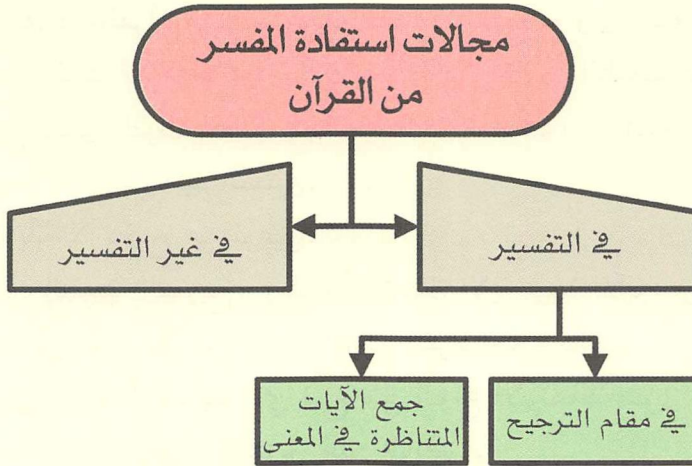 مجالات استفادة المفسر
من القرآن
في التفسير
في غير التفسير
في مقام الترجيح
جمع الآيات
المتناظرة في المعنى